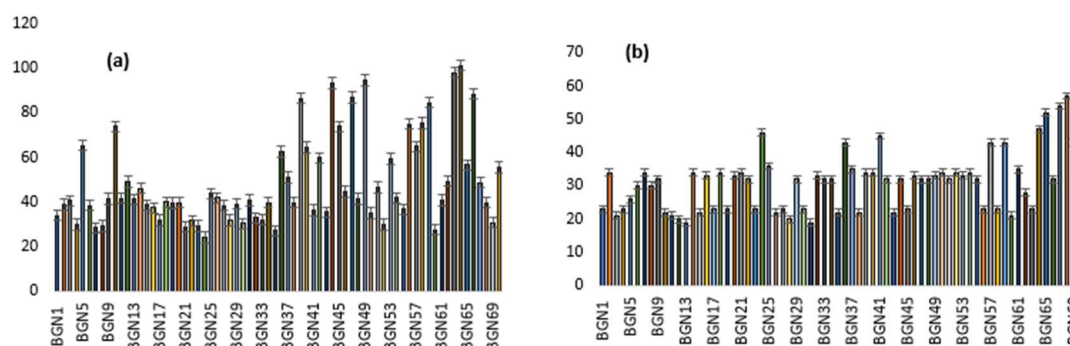 120
100
80
60
40
20
0
(a)
BGN1
BGN5
BGN9
BGN13
BGN17
BGN21
BGN25
BGN29
BGN33
BGN37
BGN41
BGN45
BGN49
BGN53
BGN57
BGN61
BGN65
BGN69
70
60
50
40
30
20
10
0
(b)
BGN1
BGN5
BGN9
BGN13
BGN17
BGN21
BGN25
BGN29
BGN33
BGN37
BGN41
BGN45
BGN49
BGN53
BGN57
BGN61
BGN65